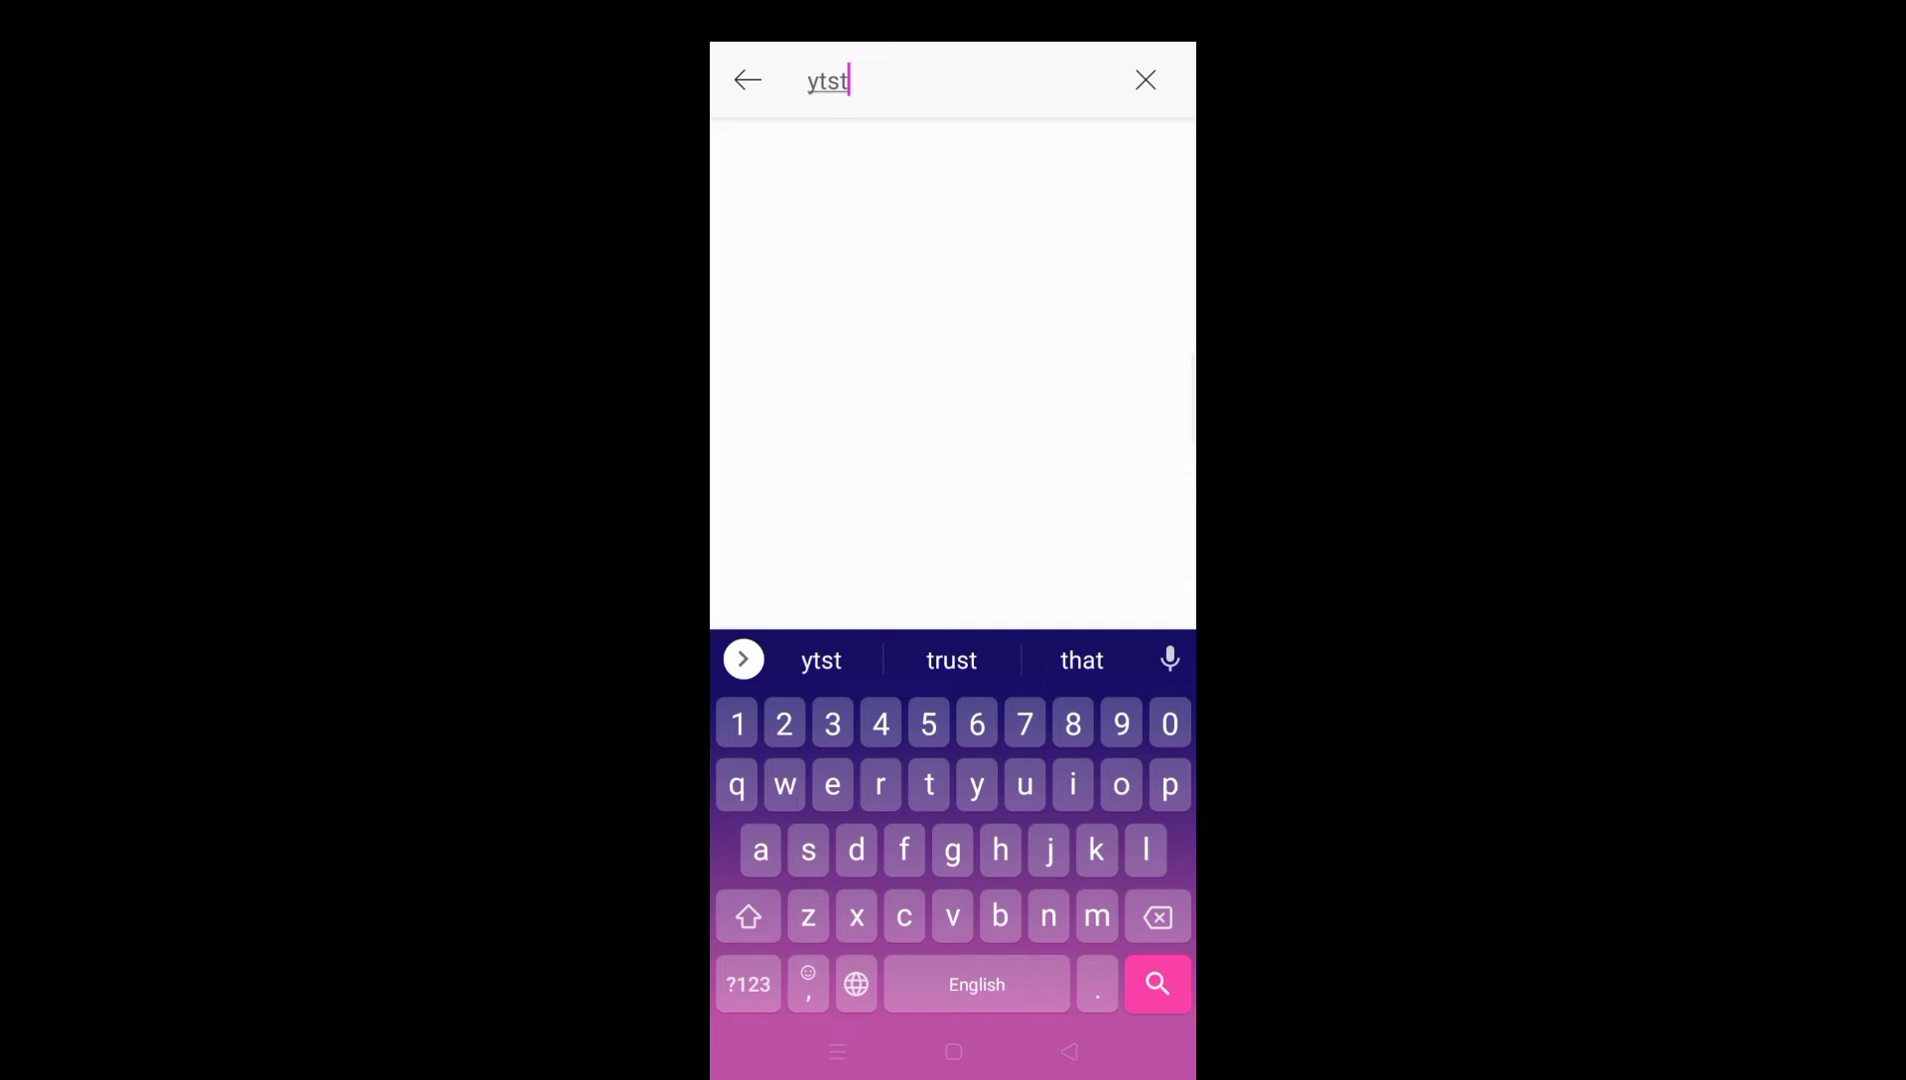 ytst
ytst trust that
1 2 3 4 5 6 7 8 9 0
q w e r t y u i o p
a s d f g h j k l
z x c v b n m
?123 , English .